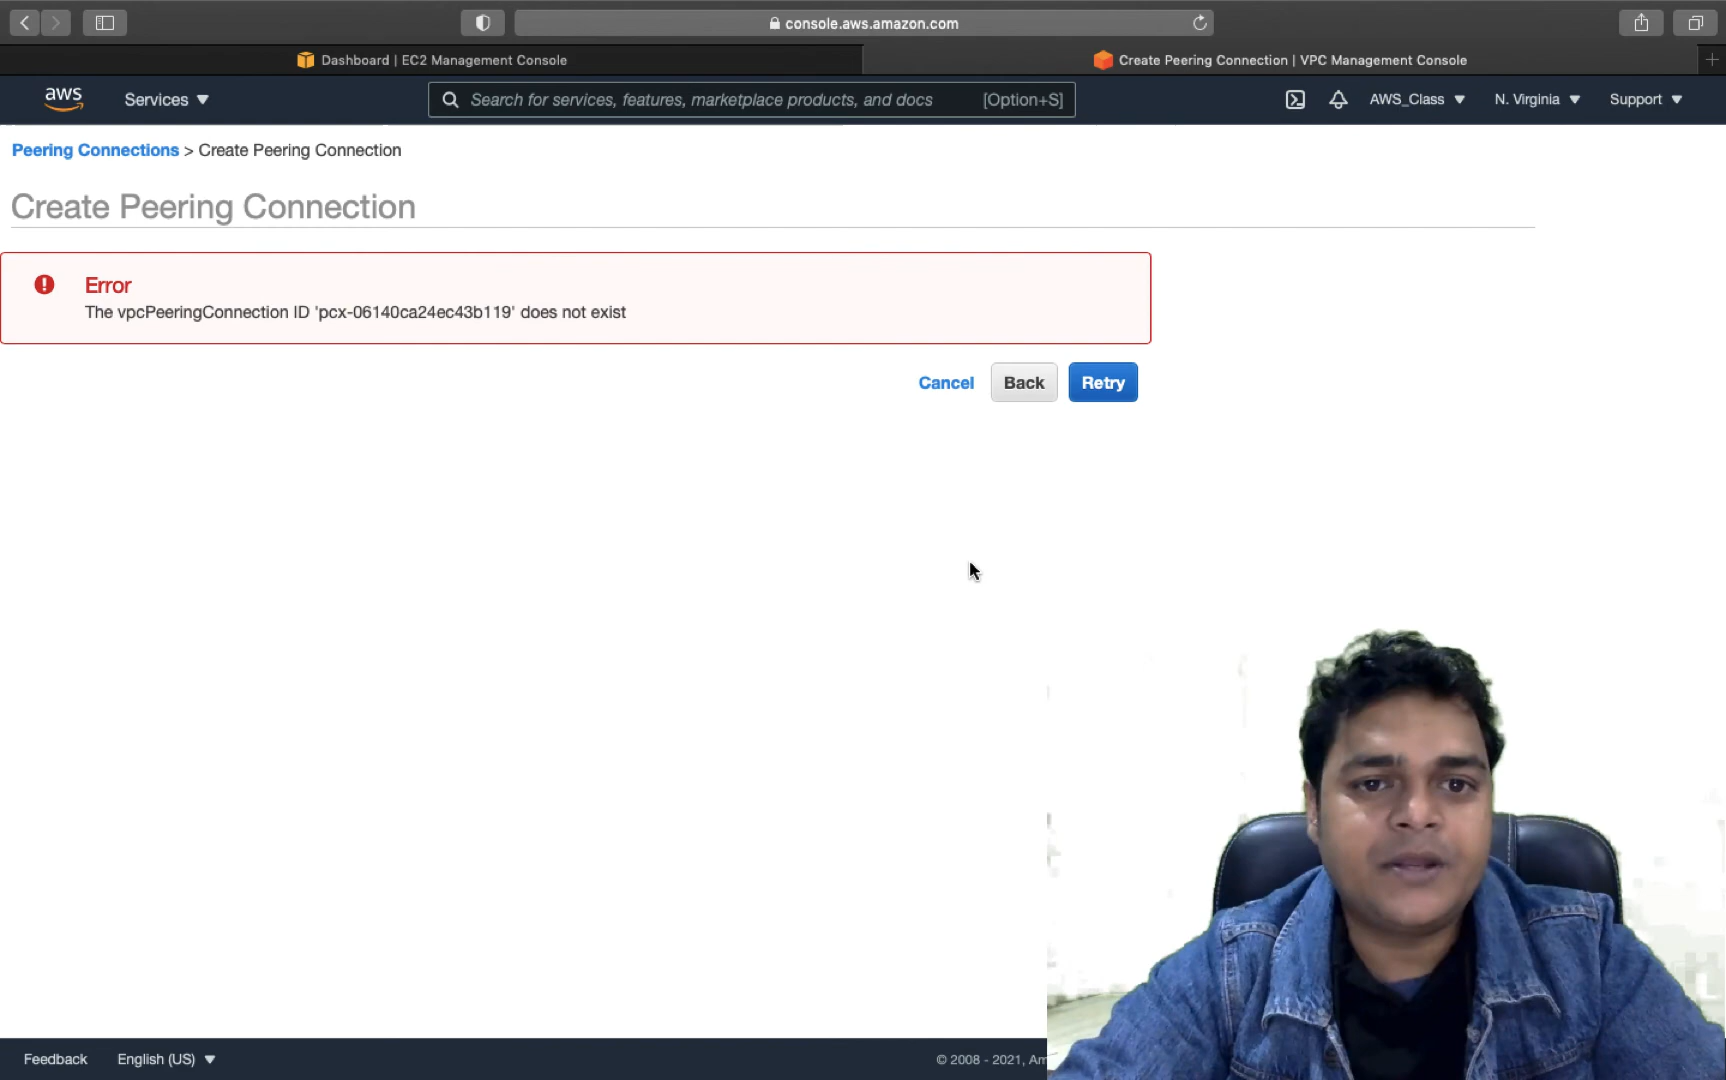 console.aws.amazon.com
Dashboard | EC2 Management Console
Create Peering Connection | VPC Management Console
aws
Services
Search for services, features, marketplace products, and docs
[Option+S]
AWS_Class
N. Virginia
Support
Peering Connections > Create Peering Connection
Create Peering Connection
Error
The vpcPeeringConnection ID 'pcx-06140ca24ec43b119' does not exist
Cancel
Back
Retry
Feedback
English (US)
© 2008 - 2021, Am